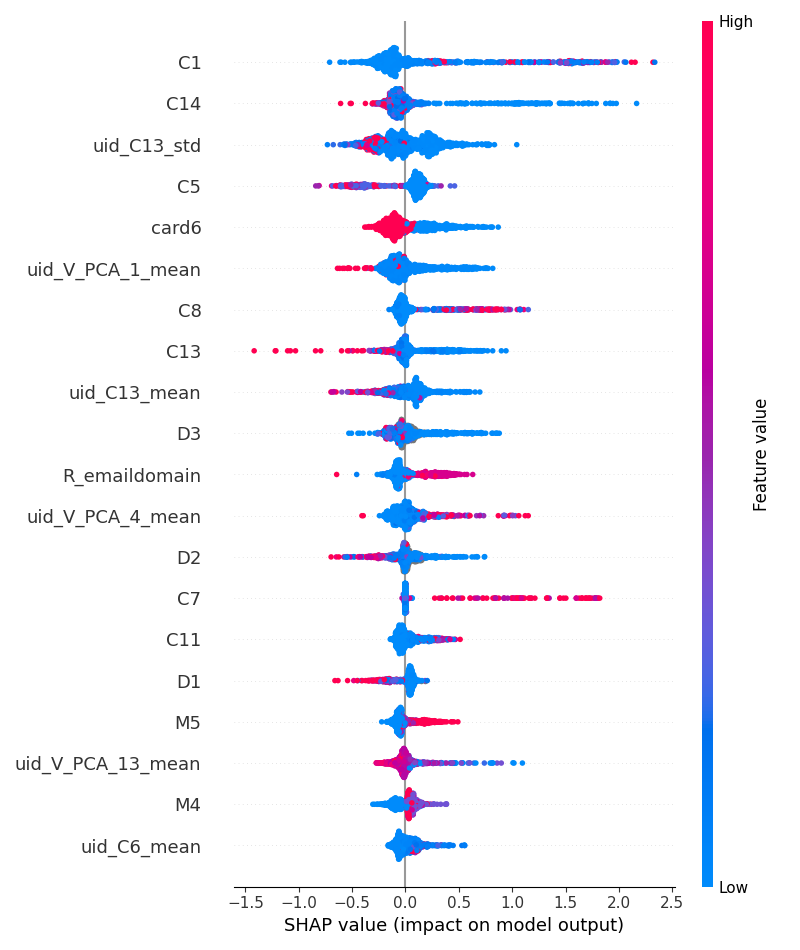 High
C1
C14
uid_C13_std
C5
card6
uid_V_PCA_1_mean
C8
C13
uid_C13_mean
D3
R_emaildomain
uid_V_PCA_4_mean
D2
C7
C11
D1
M5
uid_V_PCA_13_mean
M4
uid_C6_mean
Feature value
Low
−1.5 −1.0 −0.5 0.0 0.5 1.0 1.5 2.0 2.5
SHAP value (impact on model output)